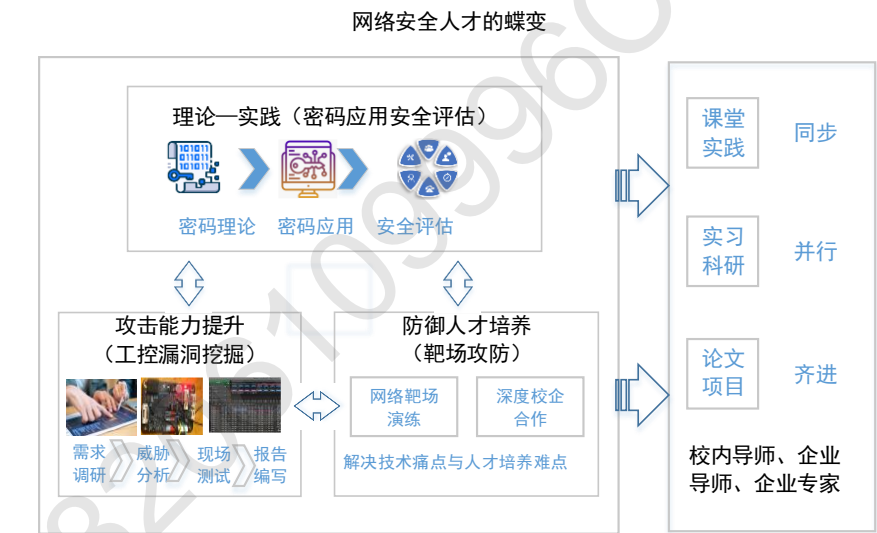 网络安全人才的蝶变
理论—实践（密码应用安全评估）
密码理论
密码应用
安全评估
攻击能力提升
（工控漏洞挖掘）
需求
调研
威胁
分析
现场
测试
报告
编写
防御人才培养
（靶场攻防）
网络靶场
演练
深度校企
合作
解决技术痛点与人才培养难点
课堂
实践
同步
实习
科研
并行
论文
项目
齐进
校内导师、企业
导师、企业专家